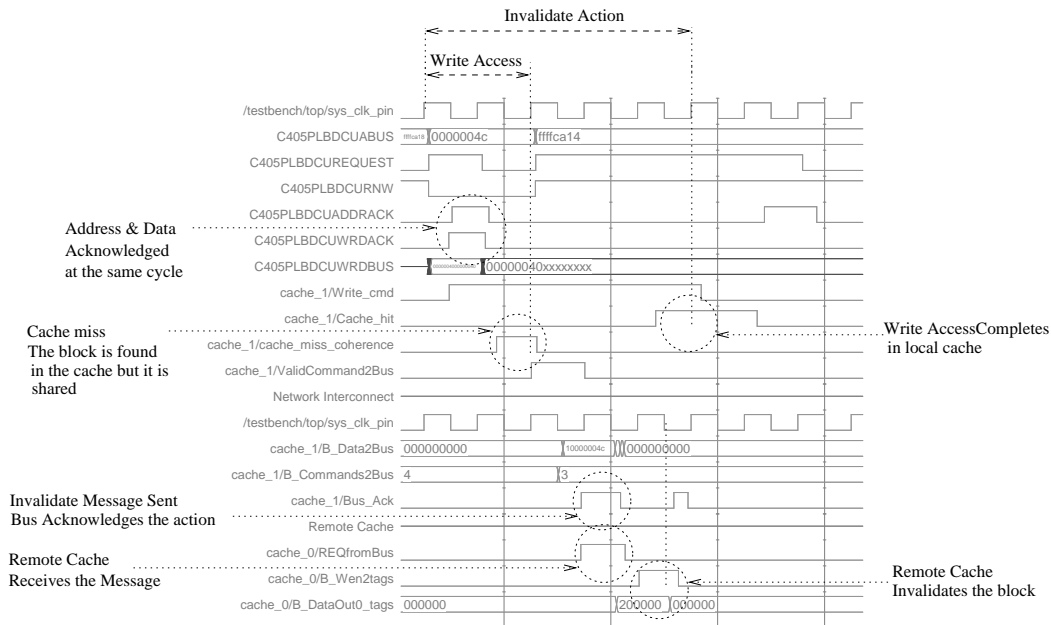 Invalidate Action
Write Access
/testbench/top/sys_clk_pin
C405PLBDCUABUS ffffca18 0000004c ffffca14
C405PLBDCUREQUEST
C405PLBDCURNW
C405PLBDCUADDRACK
Address & Data
Acknowledged
at the same cycle
C405PLBDCUWRDACK
C405PLBDCUWRDBUS 00000040xxxxxxxx
cache_1/Write_cmd
cache_1/Cache_hit
Cache miss
The block is found
in the cache but it is
shared
cache_1/cache_miss_coherence
Write AccessCompletes
in local cache
cache_1/ValidCommand2Bus
Network Interconnect
/testbench/top/sys_clk_pin
cache_1/B_Data2Bus 000000000 10000004c 000000000
cache_1/B_Commands2Bus 4 3
Invalidate Message Sent
Bus Acknowledges the action
cache_1/Bus_Ack
Remote Cache
Remote Cache
Receives the Message
cache_0/REQfromBus
cache_0/B_Wen2tags
Remote Cache
Invalidates the block
cache_0/B_DataOut0_tags 000000 200000 000000